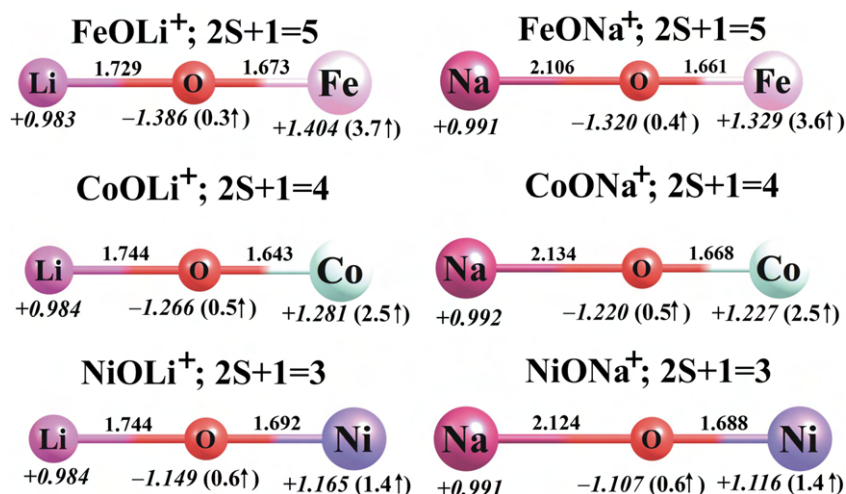 FeOLi⁺; 2S+1=5
FeONa⁺; 2S+1=5
Li 1.729 O 1.673 Fe
Na 2.106 O 1.661 Fe
+0.983 −1.386 (0.3↑) +1.404 (3.7↑)
+0.991 −1.320 (0.4↑) +1.329 (3.6↑)
CoOLi⁺; 2S+1=4
CoONa⁺; 2S+1=4
Li 1.744 O 1.643 Co
Na 2.134 O 1.668 Co
+0.984 −1.266 (0.5↑) +1.281 (2.5↑)
+0.992 −1.220 (0.5↑) +1.227 (2.5↑)
NiOLi⁺; 2S+1=3
NiONa⁺; 2S+1=3
Li 1.744 O 1.692 Ni
Na 2.124 O 1.688 Ni
+0.984 −1.149 (0.6↑) +1.165 (1.4↑)
+0.991 −1.107 (0.6↑) +1.116 (1.4↑)